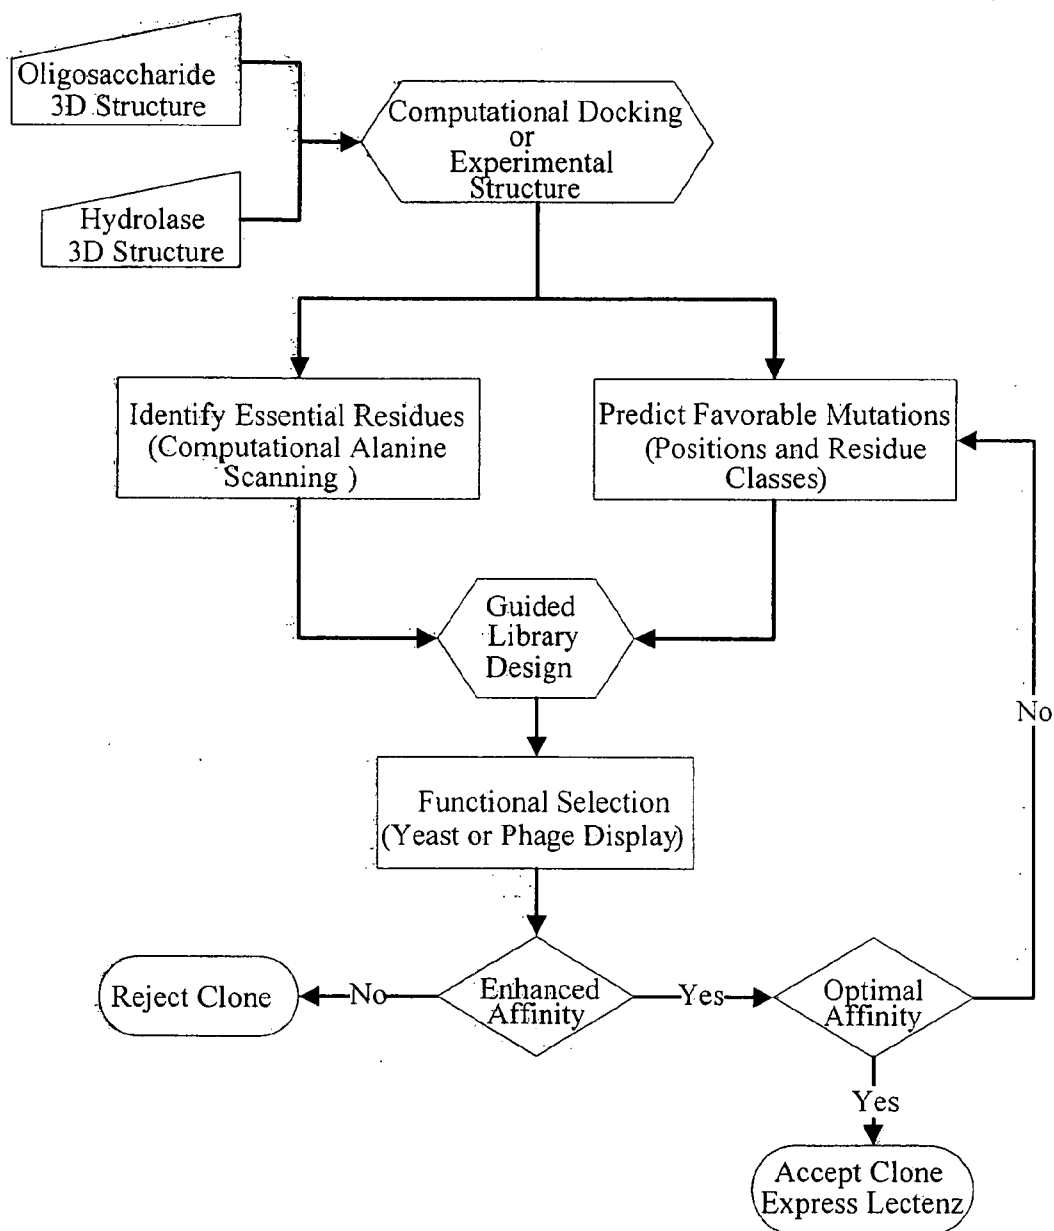 Oligosaccharide
3D Structure
Hydrolase
3D Structure
Computational Docking
or
Experimental
Structure
Identify Essential Residues
(Computational Alanine
Scanning )
Predict Favorable Mutations
(Positions and Residue
Classes)
Guided
Library
Design
No
Functional Selection
(Yeast or Phage Display)
Reject Clone
No
Enhanced
Affinity
Yes
Optimal
Affinity
Yes
Accept Clone
Express Lectenz